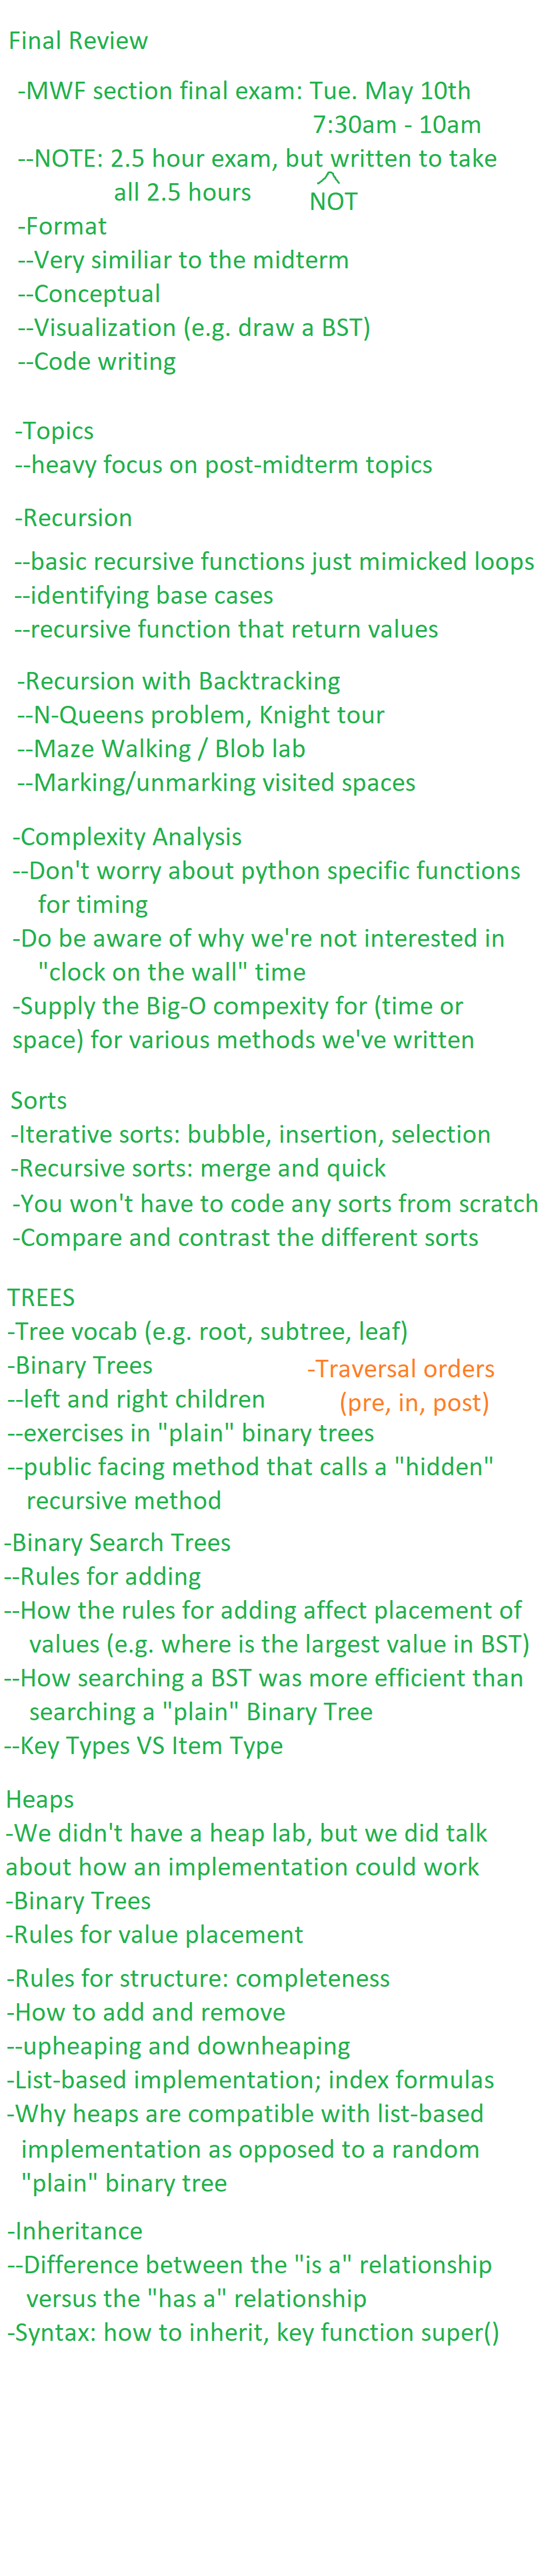 Final Review
-MWF section final exam: Tue. May 10th
7:30am - 10am
--NOTE: 2.5 hour exam, but written to take
all 2.5 hours
NOT
-Format
--Very similiar to the midterm
--Conceptual
--Visualization (e.g. draw a BST)
--Code writing
-Topics
--heavy focus on post-midterm topics
-Recursion
--basic recursive functions just mimicked loops
--identifying base cases
--recursive function that return values
-Recursion with Backtracking
--N-Queens problem, Knight tour
--Maze Walking / Blob lab
--Marking/unmarking visited spaces
-Complexity Analysis
--Don't worry about python specific functions
for timing
-Do be aware of why we're not interested in
"clock on the wall" time
-Supply the Big-O compexity for (time or
space) for various methods we've written
Sorts
-Iterative sorts: bubble, insertion, selection
-Recursive sorts: merge and quick
-You won't have to code any sorts from scratch
-Compare and contrast the different sorts
TREES
-Tree vocab (e.g. root, subtree, leaf)
-Binary Trees
-Traversal orders
--left and right children
(pre, in, post)
--exercises in "plain" binary trees
--public facing method that calls a "hidden"
recursive method
-Binary Search Trees
--Rules for adding
--How the rules for adding affect placement of
values (e.g. where is the largest value in BST)
--How searching a BST was more efficient than
searching a "plain" Binary Tree
--Key Types VS Item Type
Heaps
-We didn't have a heap lab, but we did talk
about how an implementation could work
-Binary Trees
-Rules for value placement
-Rules for structure: completeness
-How to add and remove
--upheaping and downheaping
-List-based implementation; index formulas
-Why heaps are compatible with list-based
implementation as opposed to a random
"plain" binary tree
-Inheritance
--Difference between the "is a" relationship
versus the "has a" relationship
-Syntax: how to inherit, key function super()